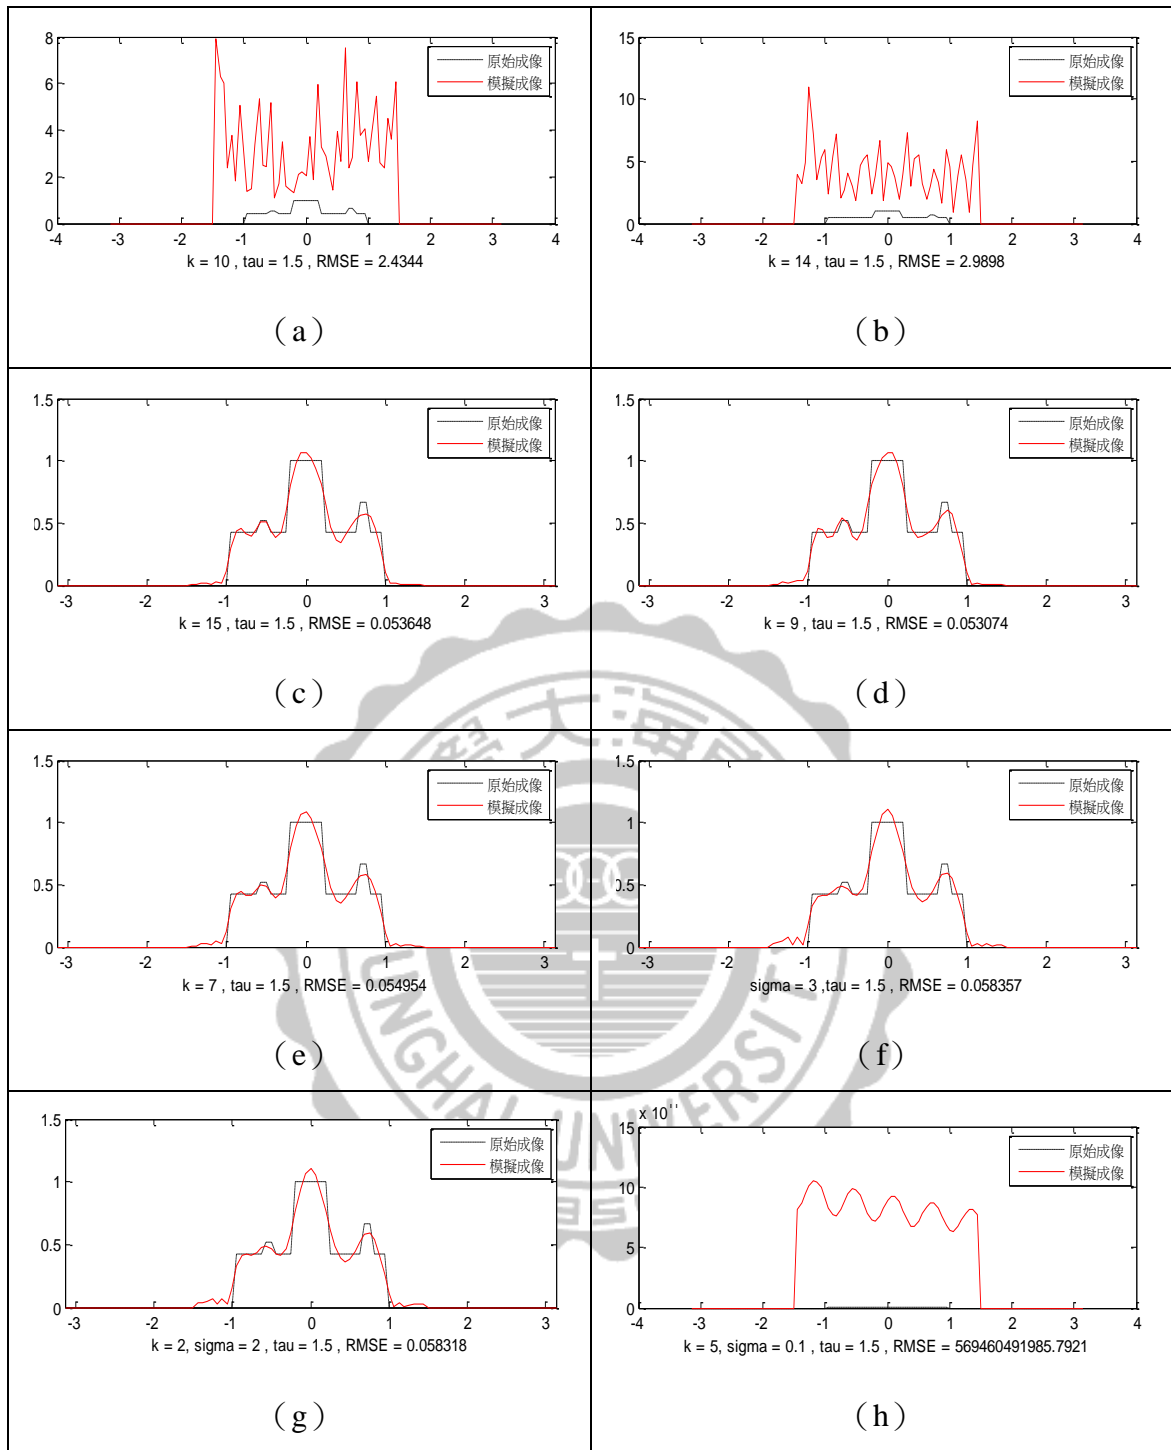 8
6
4
2
0
-4 -3 -2 -1 0 1 2 3 4
原始成像
模擬成像
k = 10 , tau = 1.5 , RMSE = 2.4344
(a)
15
10
5
0
-4 -3 -2 -1 0 1 2 3 4
原始成像
模擬成像
k = 14 , tau = 1.5 , RMSE = 2.9898
(b)
1.5
1
0.5
0
-3 -2 -1 0 1 2 3
原始成像
模擬成像
k = 15 , tau = 1.5 , RMSE = 0.053648
(c)
1.5
1
0.5
0
-3 -2 -1 0 1 2 3
原始成像
模擬成像
k = 9 , tau = 1.5 , RMSE = 0.053074
(d)
1.5
1
0.5
0
-3 -2 -1 0 1 2 3
原始成像
模擬成像
k = 7 , tau = 1.5 , RMSE = 0.054954
(e)
1.5
1
0.5
0
-3 -2 -1 0 1 2 3
原始成像
模擬成像
sigma = 3 ,tau = 1.5 , RMSE = 0.058357
(f)
1.5
1
0.5
0
-3 -2 -1 0 1 2 3
原始成像
模擬成像
k = 2, sigma = 2 , tau = 1.5 , RMSE = 0.058318
(g)
x 10¹¹
15
10
5
0
-4 -3 -2 -1 0 1 2 3 4
原始成像
模擬成像
k = 5, sigma = 0.1 , tau = 1.5 , RMSE = 569460491985.7921
(h)